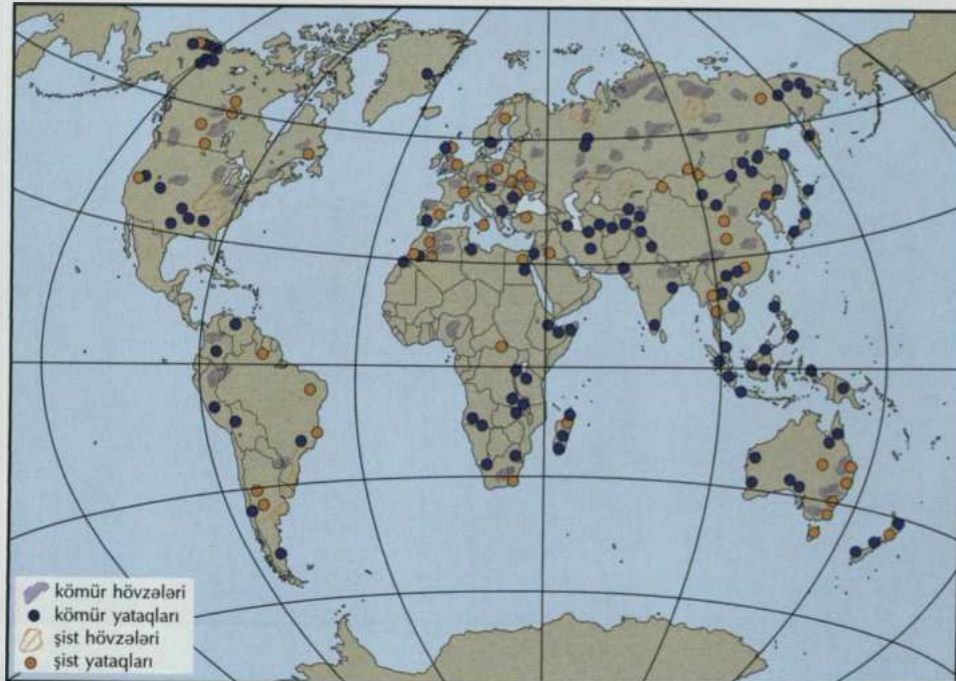 kömür hövzələri
kömür yataqları
şist hövzələri
şist yataqları